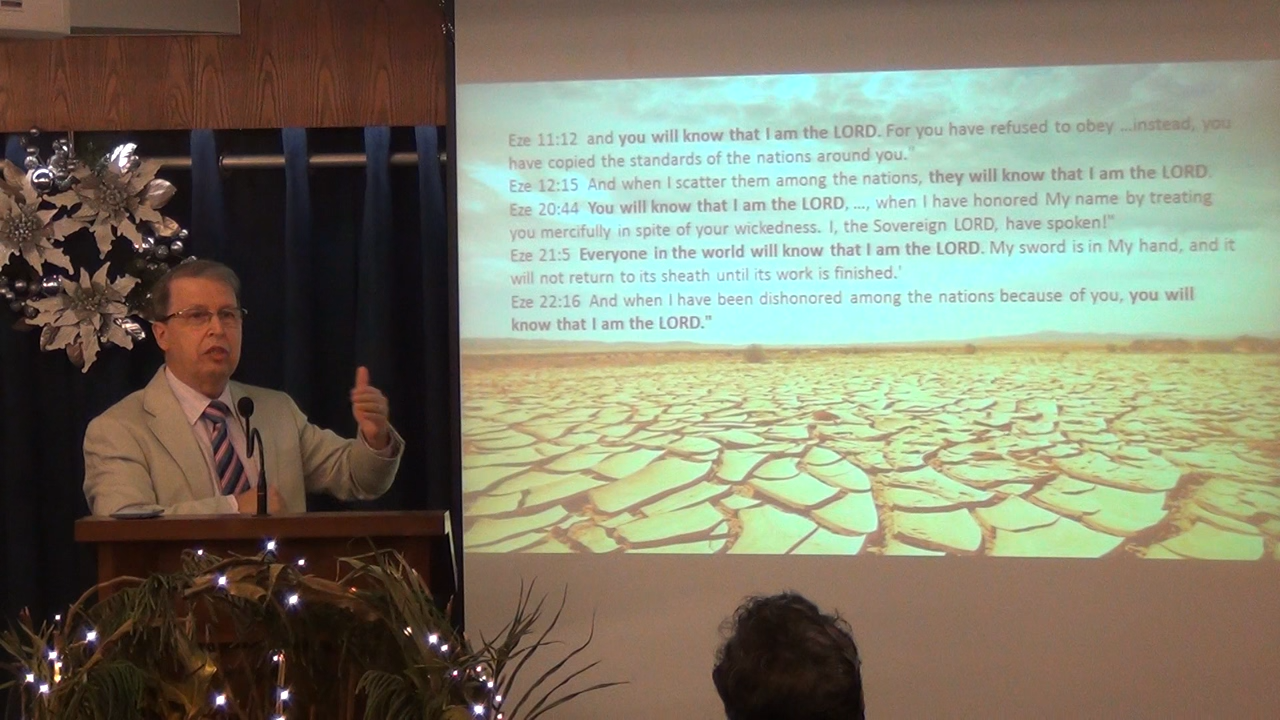 Eze 11:12 and you will know that I am the LORD. For you have refused to obey ...instead, you
have copied the standards of the nations around you."
Eze 12:15 And when I scatter them among the nations, they will know that I am the LORD.
Eze 20:44 You will know that I am the LORD, ..., when I have honored My name by treating
you mercifully in spite of your wickedness. I, the Sovereign LORD, have spoken!"
Eze 21:5 Everyone in the world will know that I am the LORD. My sword is in My hand, and it
will not return to its sheath until its work is finished.'
Eze 22:16 And when I have been dishonored among the nations because of you, you will
know that I am the LORD."